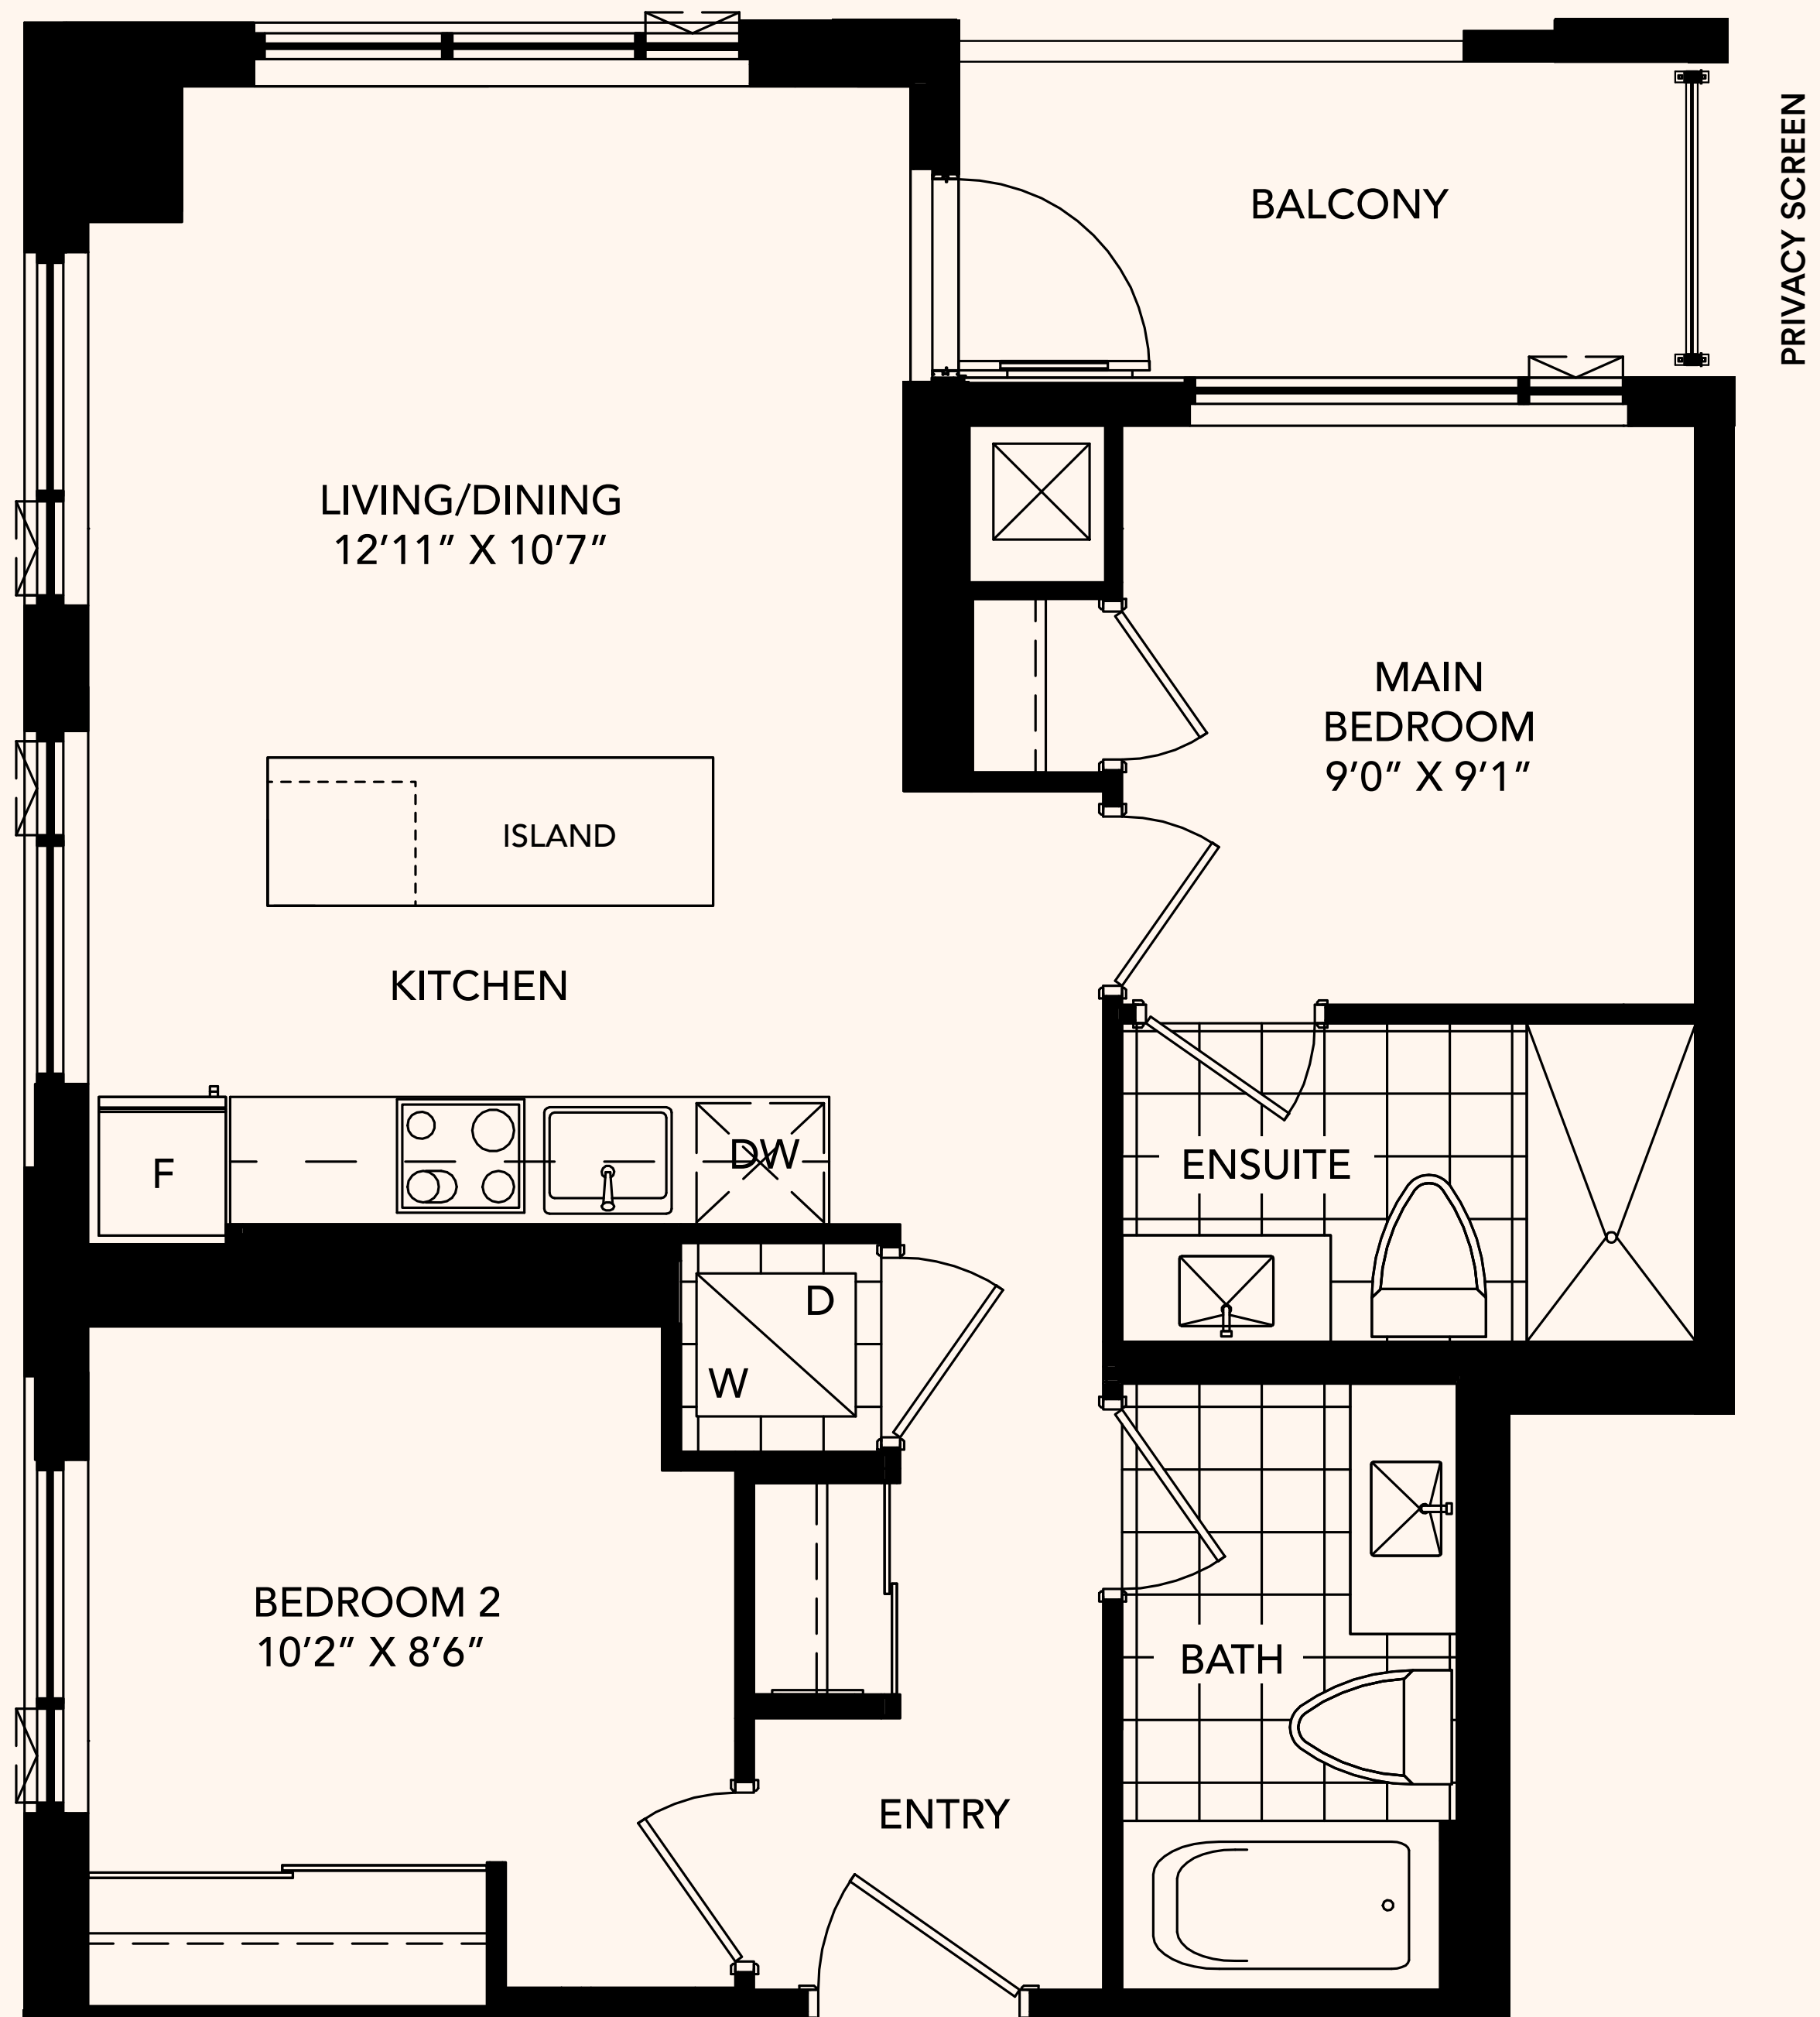 BALCONY
PRIVACY SCREEN
LIVING/DINING
12’11” X 10’7”
MAIN
BEDROOM
9’0” X 9’1”
ISLAND
KITCHEN
F
DW
ENSUITE
D
W
BEDROOM 2
10’2” X 8’6”
BATH
ENTRY